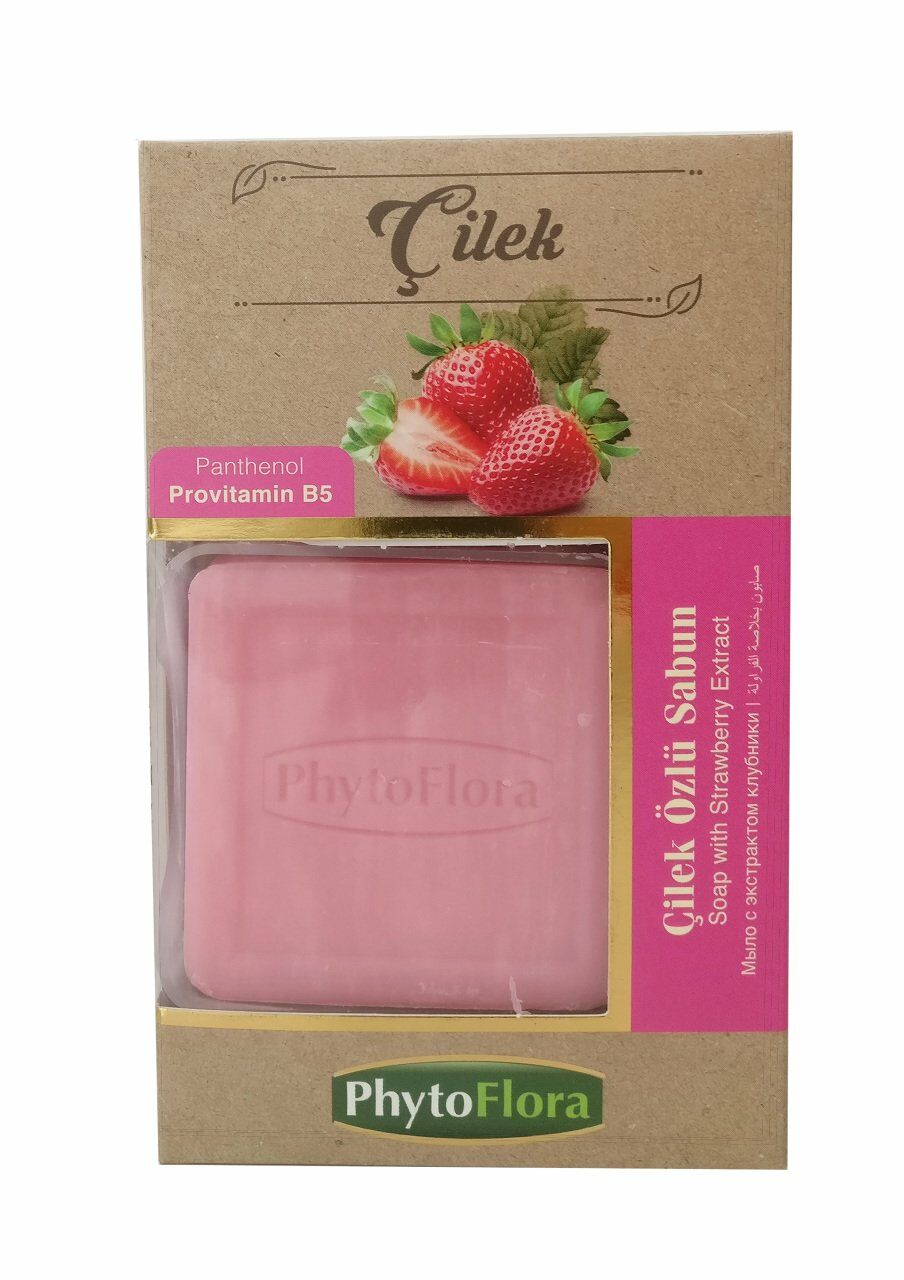 Çilek
Panthenol
Provitamin B5
PhytoFlora
Çilek Özlü Sabun
Soap with Strawberry Extract
Мыло с экстрактом клубники | صابون بخلاصة الفراولة
PhytoFlora